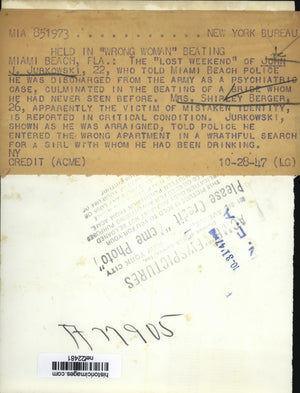 MIA 851973 NEW YORK BUREAU
HELD IN "WRONG WOMAN" BEATING
MIAMI BEACH, FLA.: THE "LOST WEEKEND" OF JOHN
J. JURKOWSKI, 22, WHO TOLD MIAMI BEACH POLICE
HE WAS DISCHARGED FROM THE ARMY AS A PSYCHIATRIC
CASE, CULMINATED IN THE BEATING OF A BRIDE WHOM
HE HAD NEVER SEEN BEFORE. MRS. SHIRLEY BERGER,
26, APPARENTLY THE VICTIM OF MISTAKEN IDENTITY,
IS REPORTED IN CRITICAL CONDITION. JURKOWSKI,
SHOWN AS HE WAS ARRAIGNED, TOLD POLICE HE
ENTERED THE WRONG APARTMENT IN A WRATHFUL SEARCH
FOR A GIRL WITH WHOM HE HAD BEEN DRINKING.
NY
CREDIT (ACME) 10-28-47 (LG)
Please Credit "Acme Photo"
PICTURES
YORK CITY
N. E. A.
A77905
historicimages.com
nef22481